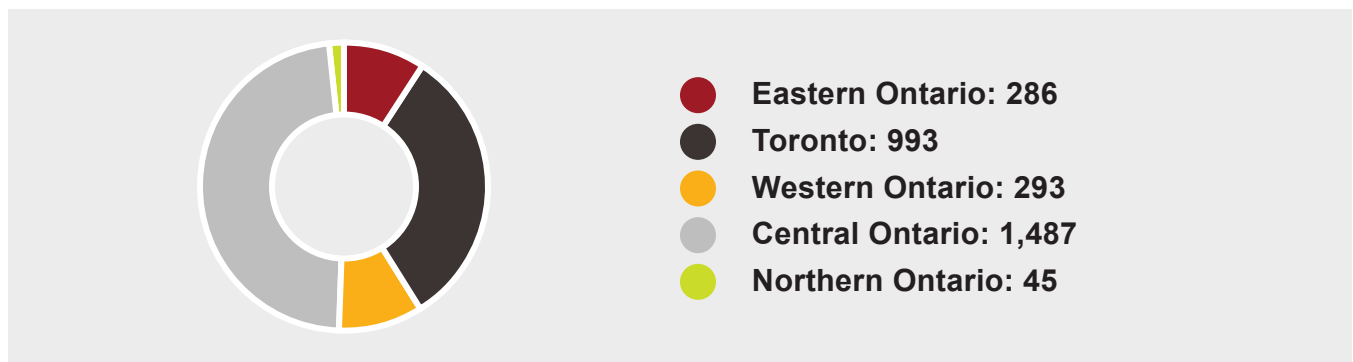 Eastern Ontario: 286
Toronto: 993
Western Ontario: 293
Central Ontario: 1,487
Northern Ontario: 45